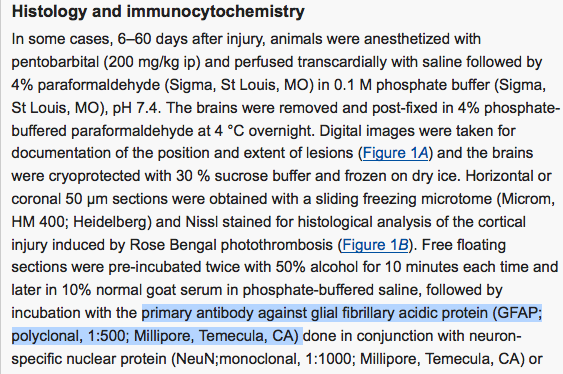 Histology and immunocytochemistry
In some cases, 6–60 days after injury, animals were anesthetized with
pentobarbital (200 mg/kg ip) and perfused transcardially with saline followed by
4% paraformaldehyde (Sigma, St Louis, MO) in 0.1 M phosphate buffer (Sigma,
St Louis, MO), pH 7.4. The brains were removed and post-fixed in 4% phosphate-
buffered paraformaldehyde at 4 °C overnight. Digital images were taken for
documentation of the position and extent of lesions (Figure 1A) and the brains
were cryoprotected with 30 % sucrose buffer and frozen on dry ice. Horizontal or
coronal 50 μm sections were obtained with a sliding freezing microtome (Microm,
HM 400; Heidelberg) and Nissl stained for histological analysis of the cortical
injury induced by Rose Bengal photothrombosis (Figure 1B). Free floating
sections were pre-incubated twice with 50% alcohol for 10 minutes each time and
later in 10% normal goat serum in phosphate-buffered saline, followed by
incubation with the primary antibody against glial fibrillary acidic protein (GFAP;
polyclonal, 1:500; Millipore, Temecula, CA) done in conjunction with neuron-
specific nuclear protein (NeuN;monoclonal, 1:1000; Millipore, Temecula, CA) or